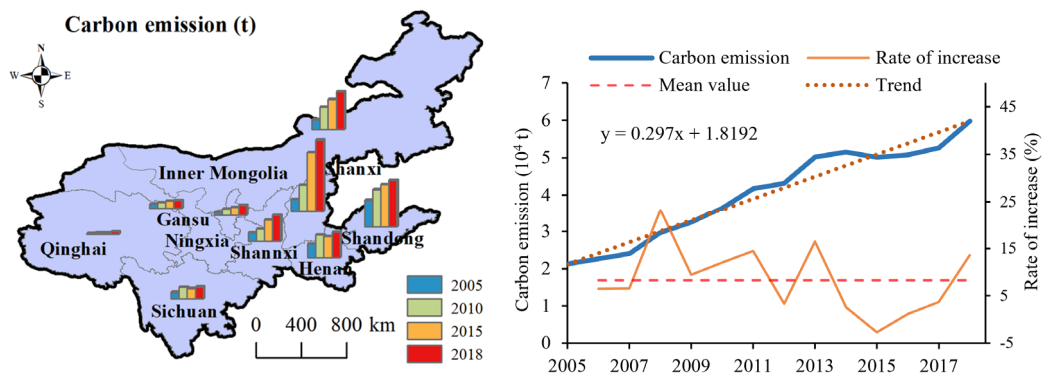 Carbon emission (t)
N
W E
S
Inner Mongolia
Shanxi
Gansu
Ningxia
Qinghai
Shannxi
Shandong
Henan
Sichuan
2005
2010
2015
2018
0 400 800 km
Carbon emission
Rate of increase
Mean value
Trend
y = 0.297x + 1.8192
Carbon emission (10⁴ t)
7
6
5
4
3
2
1
0
45
35
25
15
5
-5
Rate of increase (%)
2005 2007 2009 2011 2013 2015 2017